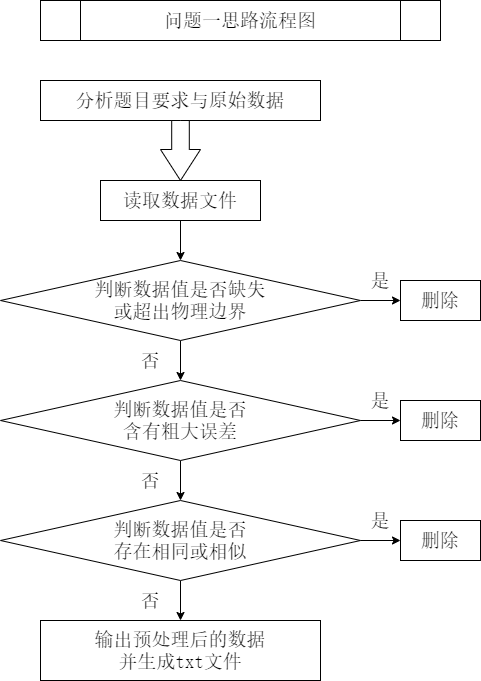 问题一思路流程图
分析题目要求与原始数据
读取数据文件
判断数据值是否缺失
或超出物理边界
是
删除
否
判断数据值是否
含有粗大误差
是
删除
否
判断数据值是否
存在相同或相似
是
删除
否
输出预处理后的数据
并生成txt文件